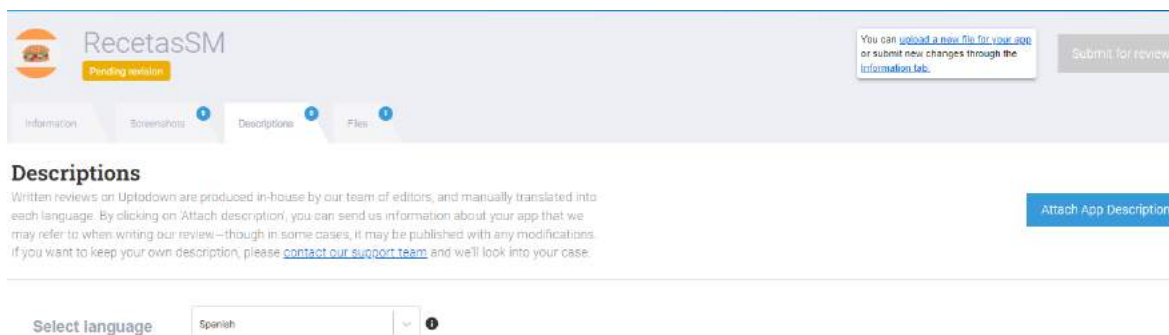 RecetasSM
Pending revision
You can upload a new file for your app
or submit new changes through the
Information tab.
Submit for review
Information
Screenshots
Descriptions
Files
Descriptions
Written reviews on Uptodown are produced in-house by our team of editors, and manually translated into
each language. By clicking on 'Attach description', you can send us information about your app that we
may refer to when writing our review—though in some cases, it may be published with any modifications.
If you want to keep your own description, please contact our support team and we'll look into your case.
Attach App Description
Select language
Spanish